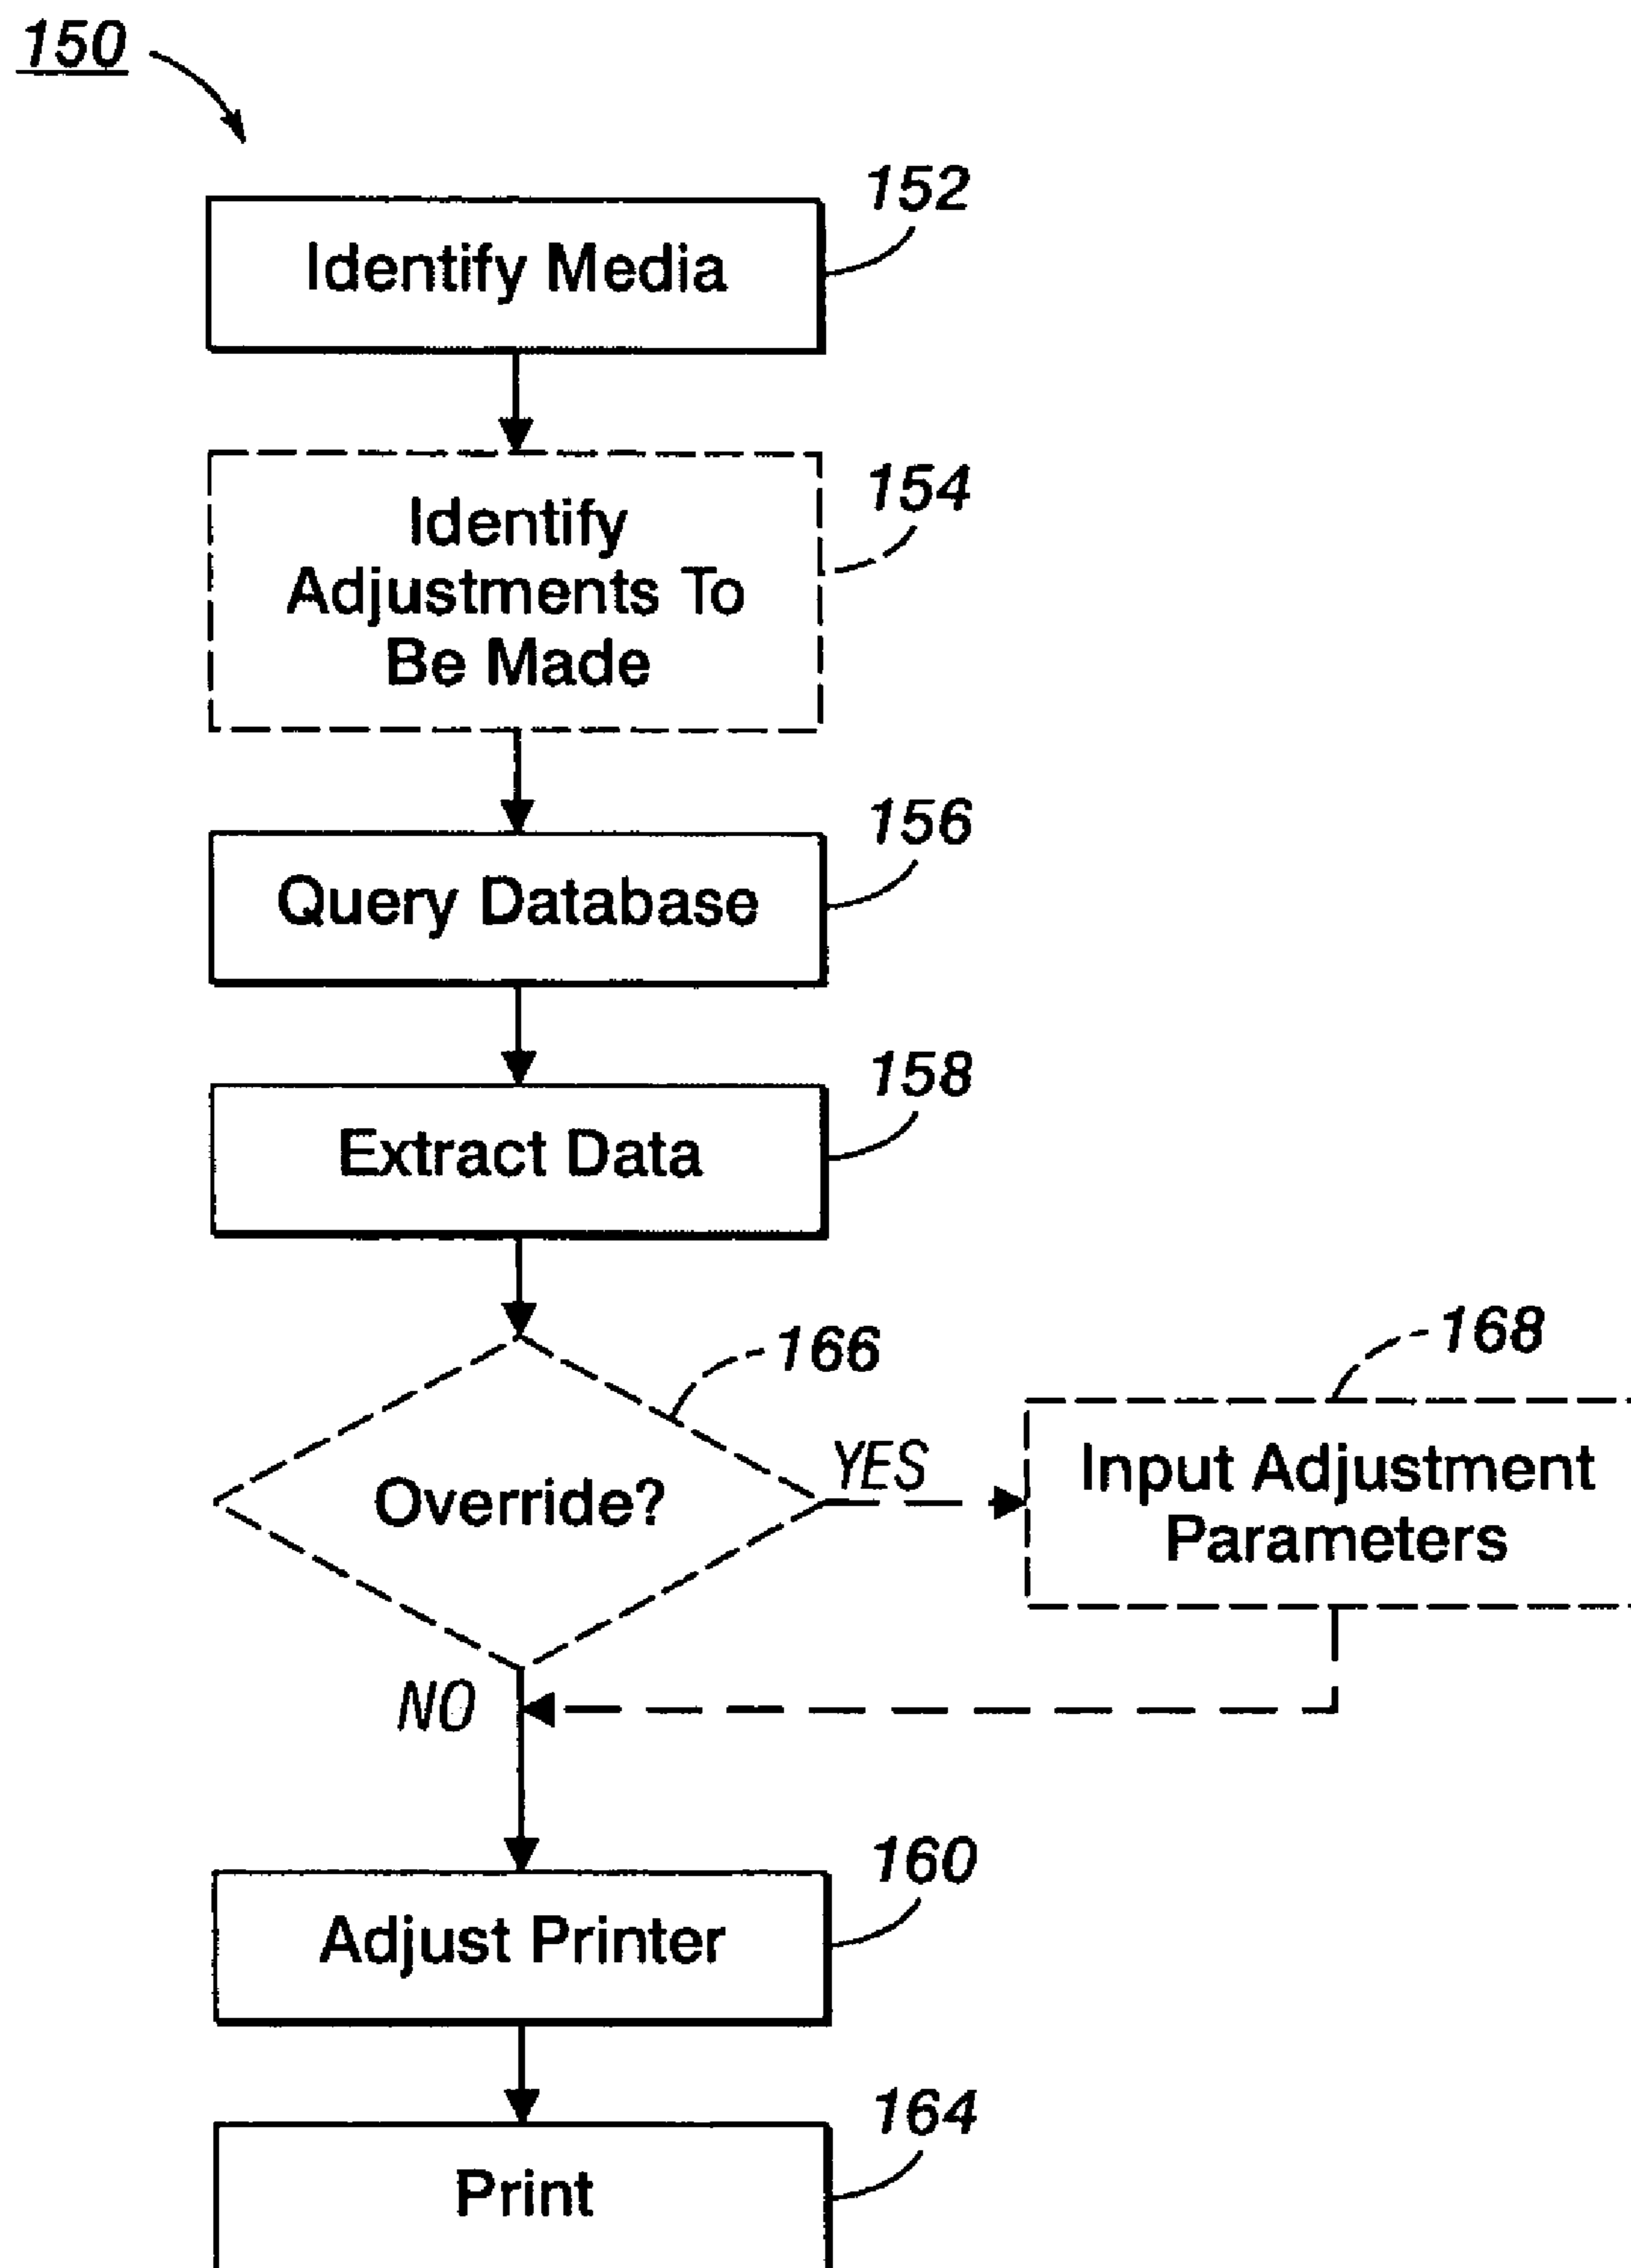 150
152
Identify Media
154
Identify
Adjustments To
Be Made
156
Query Database
158
Extract Data
166
168
Override?
YES
Input Adjustment
Parameters
NO
160
Adjust Printer
164
Print